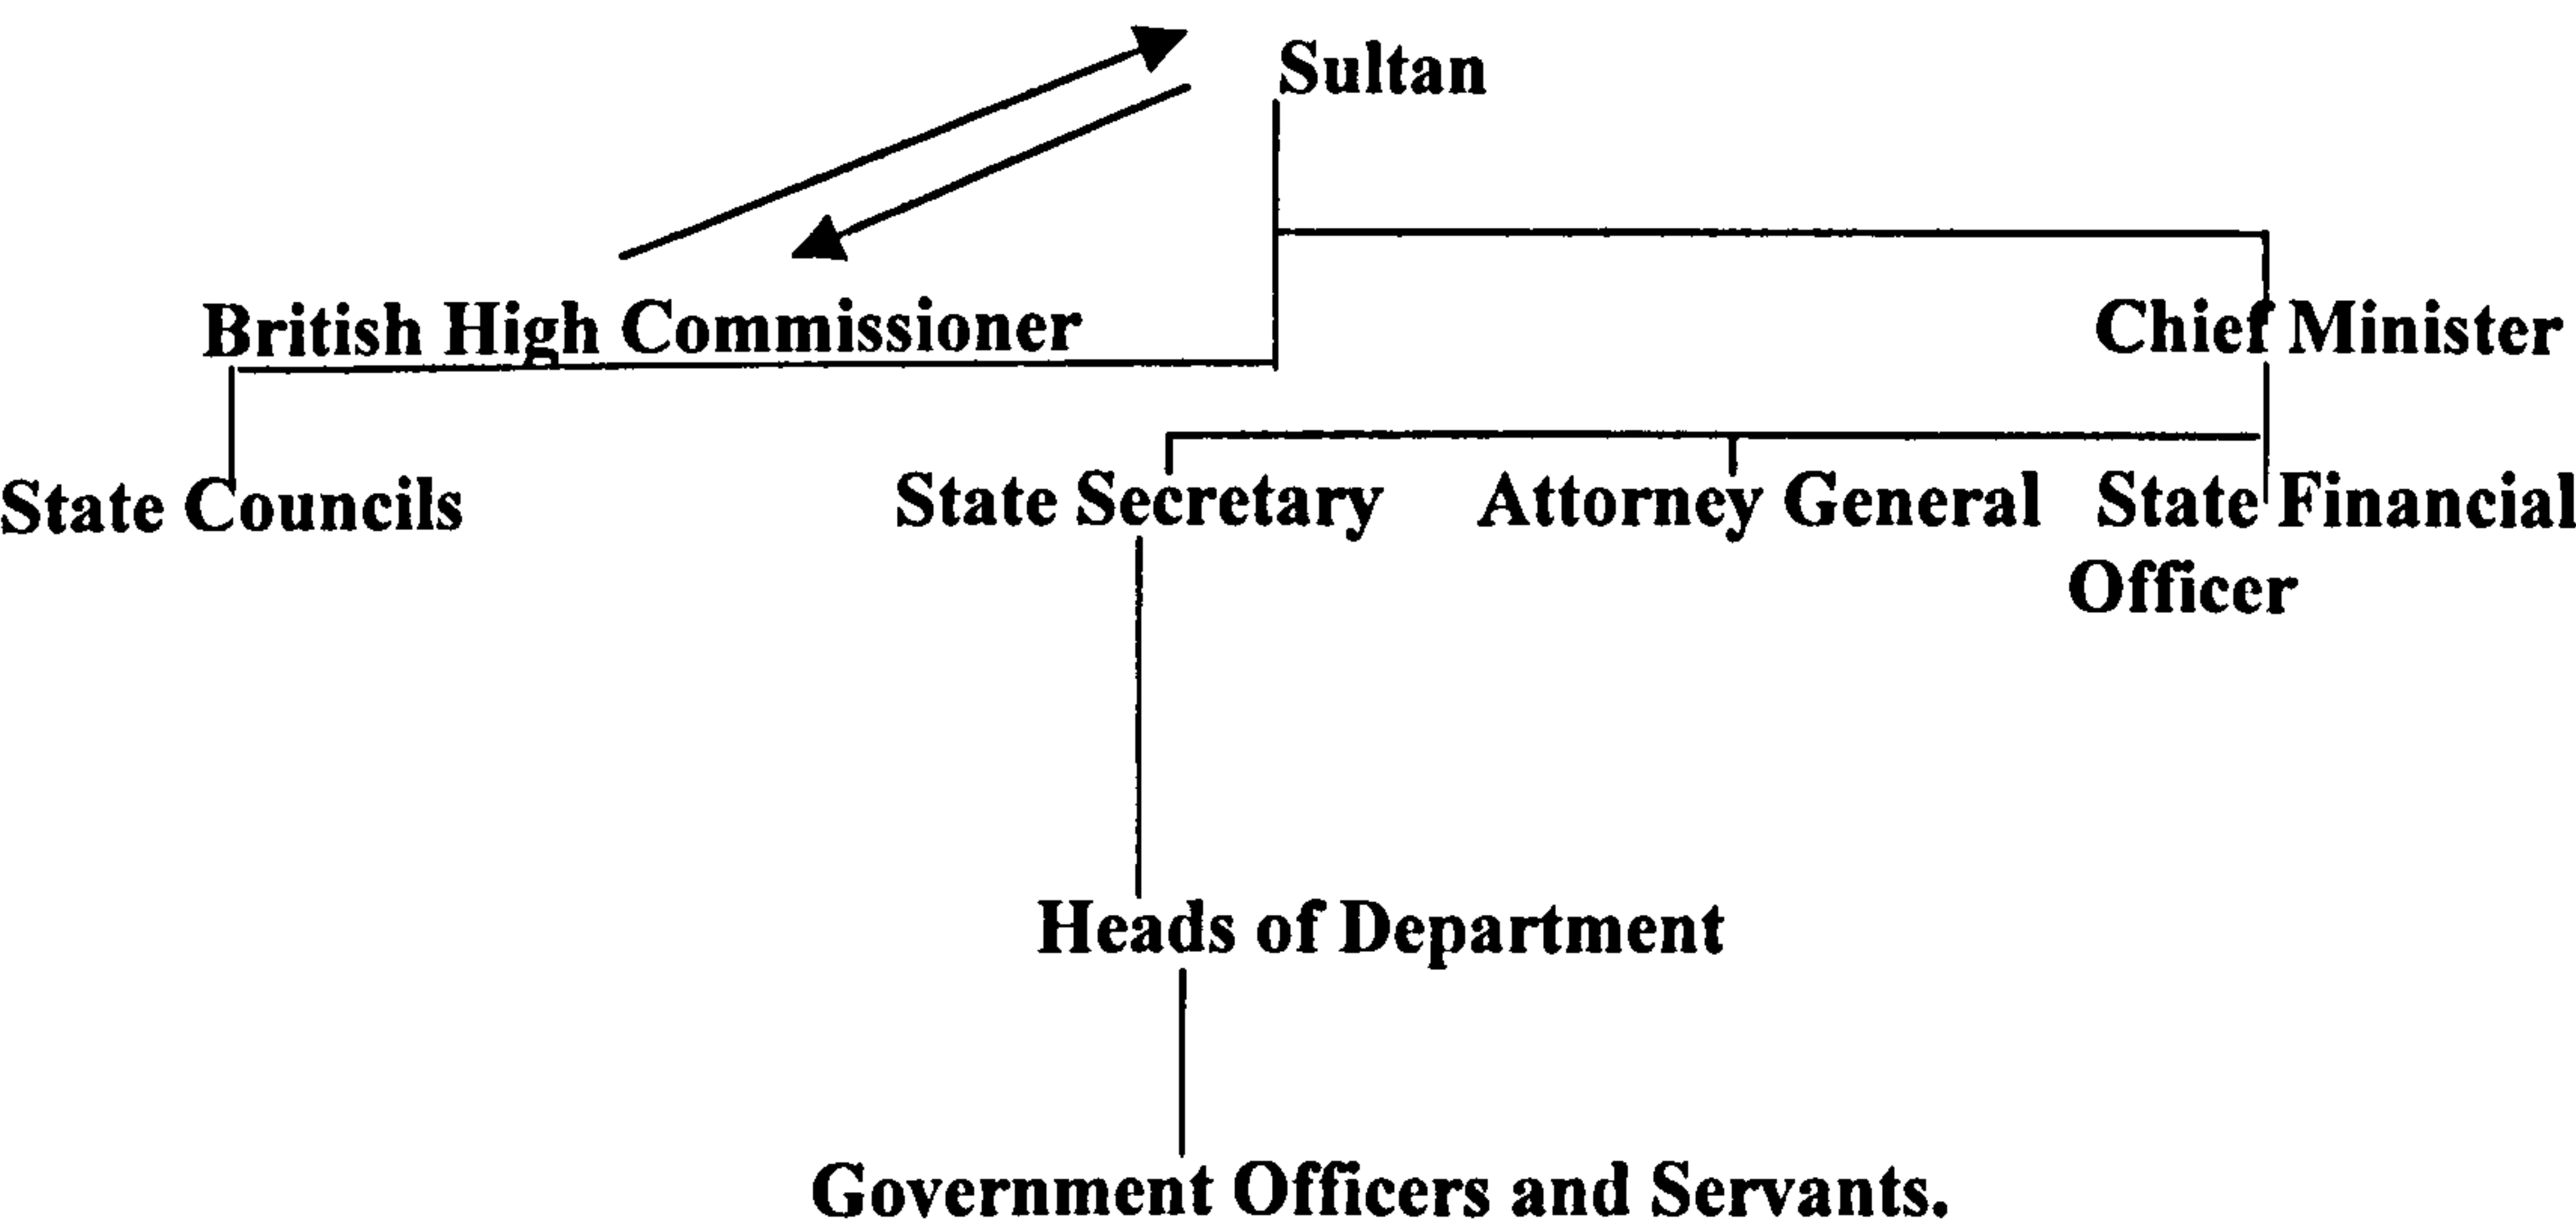 Sultan
British High Commissioner
Chief Minister
State Councils
State Secretary
Attorney General
State Financial
Officer
Heads of Department
Government Officers and Servants.